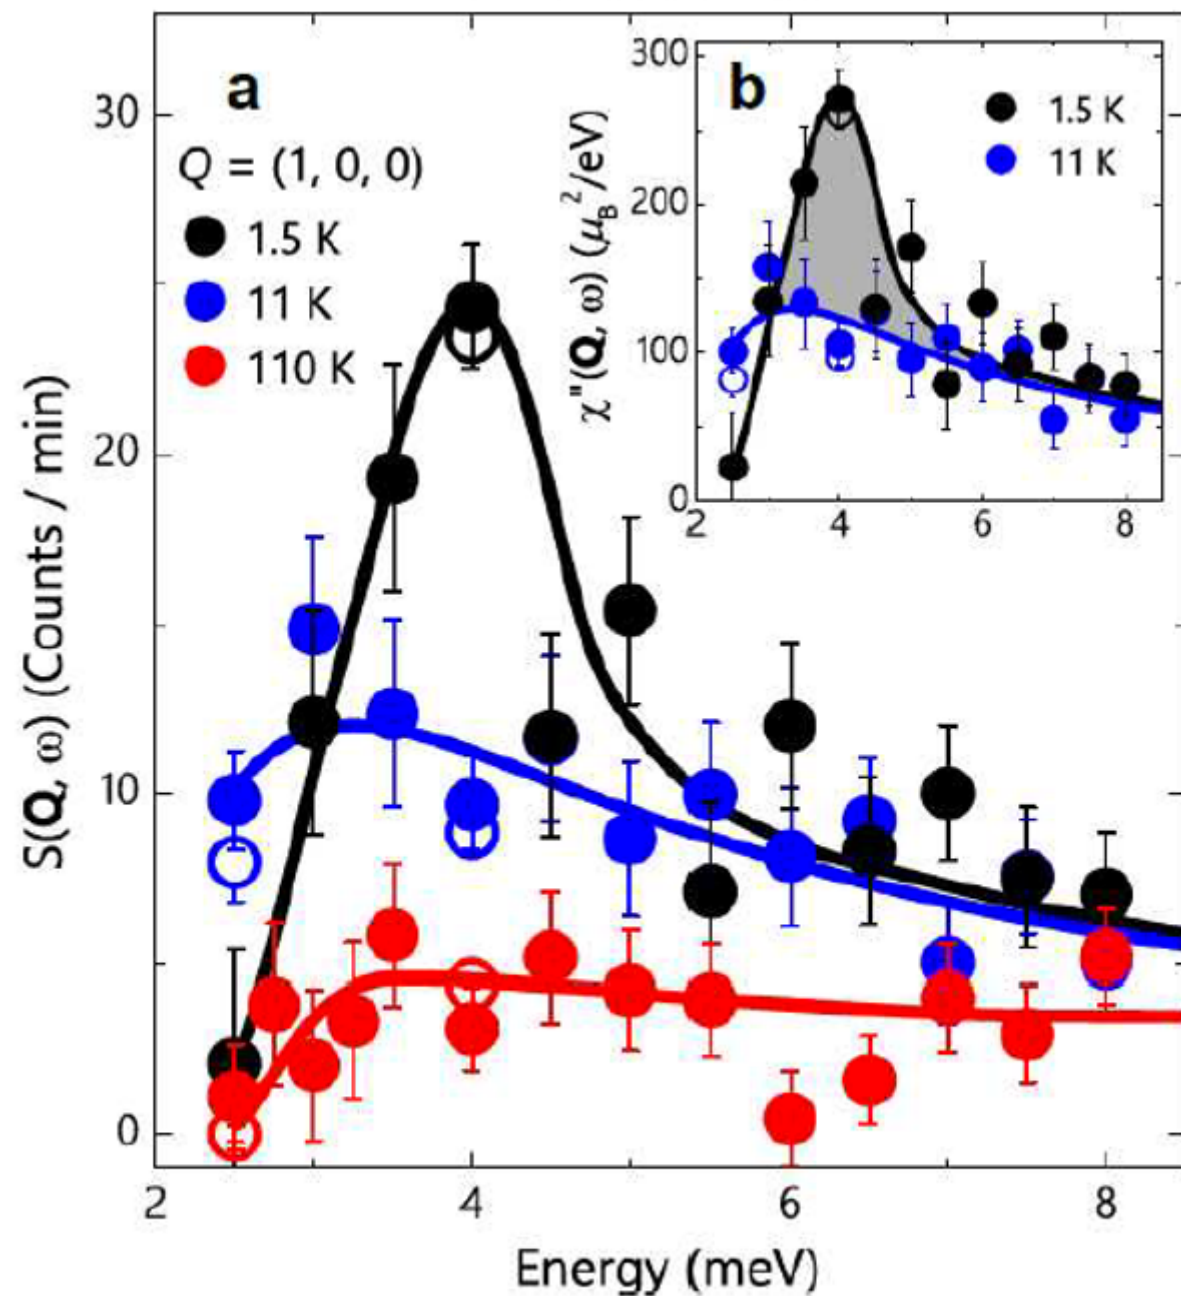 a
Q = (1, 0, 0)
1.5 K
11 K
110 K
30
20
10
0
S(Q, ω) (Counts / min)
2
4
6
8
Energy (meV)
b
1.5 K
11 K
300
200
100
0
χ"(Q, ω) (μB²/eV)
2
4
6
8